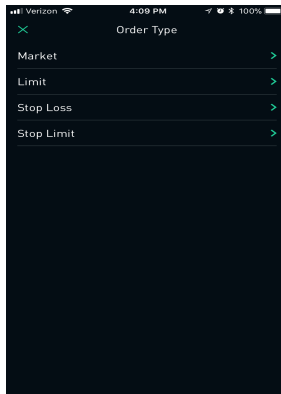 Verizon 4:09 PM 100%
Order Type
Market
Limit
Stop Loss
Stop Limit